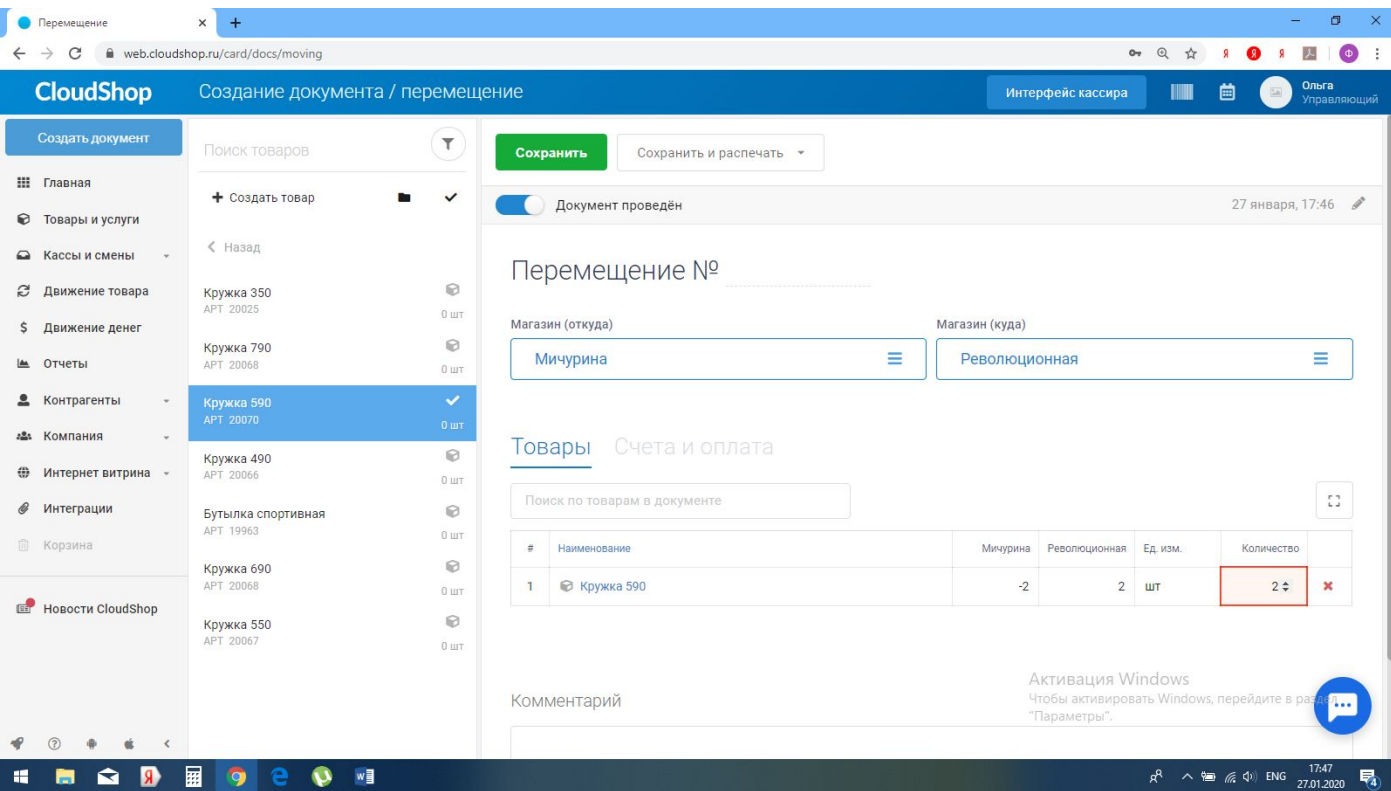 Перемещение
web.cloudshop.ru/card/docs/moving
CloudShop
Создание документа / перемещение
Интерфейс кассира
Ольга
Управляющий
Создать документ
Главная
Товары и услуги
Кассы и смены
Движение товара
Движение денег
Отчеты
Контрагенты
Компания
Интернет витрина
Интеграции
Корзина
Новости CloudShop
Поиск товаров
+ Создать товар
Назад
Кружка 350
АРТ 20025
0 шт
Кружка 790
АРТ 20068
0 шт
Кружка 590
АРТ 20070
0 шт
Кружка 490
АРТ 20066
0 шт
Бутылка спортивная
АРТ 19963
0 шт
Кружка 690
АРТ 20068
0 шт
Кружка 550
АРТ 20067
0 шт
Сохранить
Сохранить и распечать
Документ проведён
27 января, 17:46
Перемещение №
Магазин (откуда)
Магазин (куда)
Мичурина
Революционная
Товары Счета и оплата
Поиск по товарам в документе
# Наименование Мичурина Революционная Ед. изм. Количество
1 Кружка 590 -2 2 шт 2
Комментарий
Активация Windows
Чтобы активировать Windows, перейдите в раздел
"Параметры".
ENG
17:47
27.01.2020